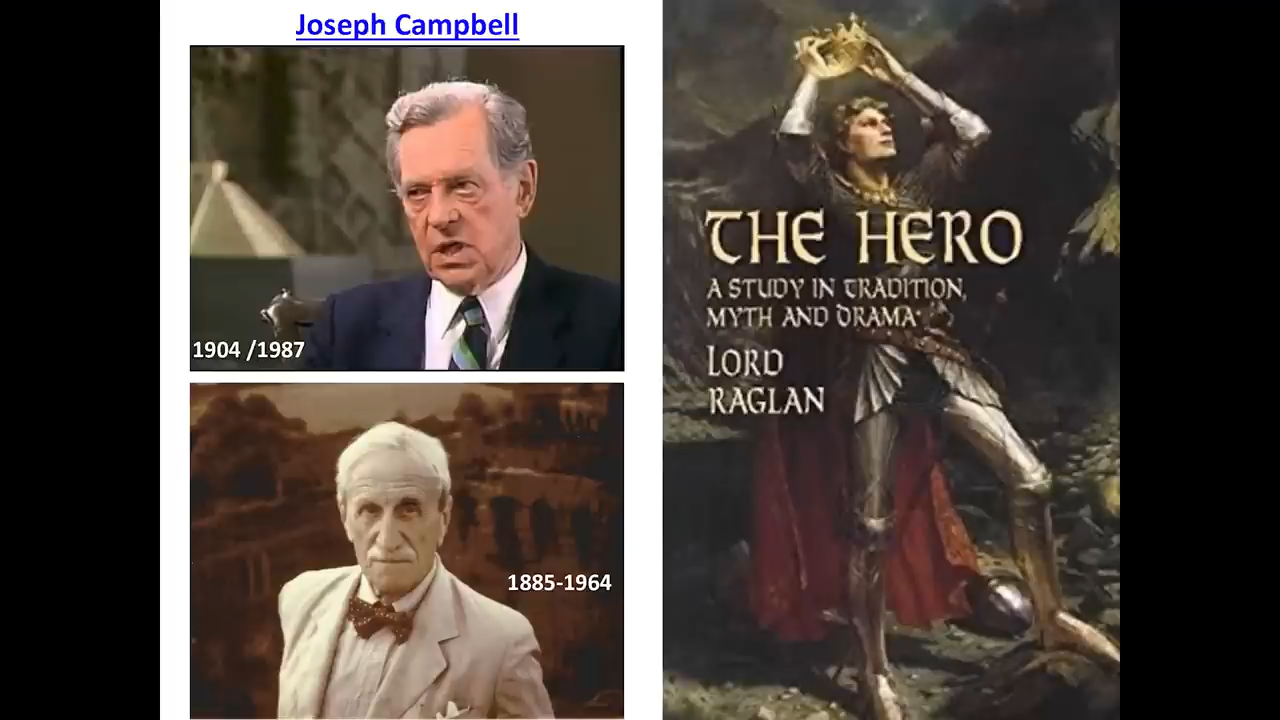 Joseph Campbell
1904 /1987
1885-1964
THE HERO
A STUDY IN TRADITION,
MYTH AND DRAMA
LORD
RAGLAN